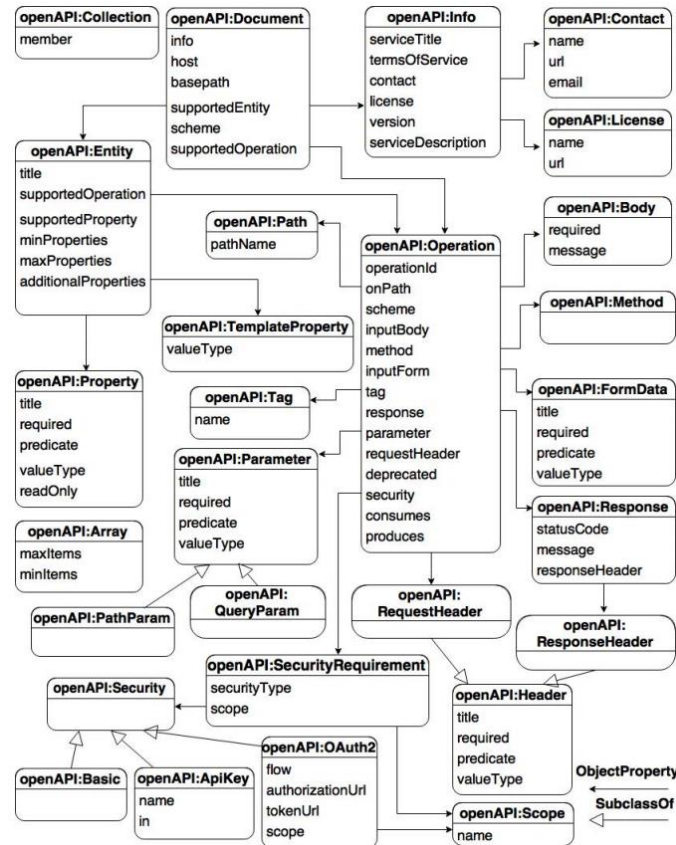 openAPI:Collection
member
openAPI:Document
info
host
basepath
supportedEntity
scheme
supportedOperation
openAPI:Info
serviceTitle
termsOfService
contact
license
version
serviceDescription
openAPI:Contact
name
url
email
openAPI:License
name
url
openAPI:Entity
title
supportedOperation
supportedProperty
minProperties
maxProperties
additionalProperties
openAPI:Path
pathName
openAPI:Operation
operationId
onPath
scheme
inputBody
method
inputForm
tag
response
parameter
requestHeader
deprecated
security
consumes
produces
openAPI:Body
required
message
openAPI:Method
openAPI:TemplateProperty
valueType
openAPI:Property
title
required
predicate
valueType
readOnly
openAPI:Tag
name
openAPI:FormData
title
required
predicate
valueType
openAPI:Parameter
title
required
predicate
valueType
openAPI:Response
statusCode
message
responseHeader
openAPI:Array
maxItems
minItems
openAPI:PathParam
openAPI:
QueryParam
openAPI:
RequestHeader
openAPI:
ResponseHeader
openAPI:SecurityRequirement
securityType
scope
openAPI:Security
openAPI:Header
title
required
predicate
valueType
openAPI:Basic
openAPI:ApiKey
name
in
openAPI:OAuth2
flow
authorizationUrl
tokenUrl
scope
openAPI:Scope
name
ObjectProperty
SubclassOf